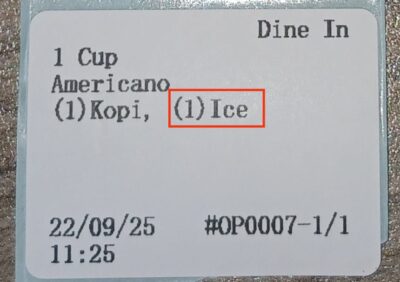 Dine In
1 Cup
Americano
(1)Kopi, (1)Ice
22/09/25 #OP0007-1/1
11:25